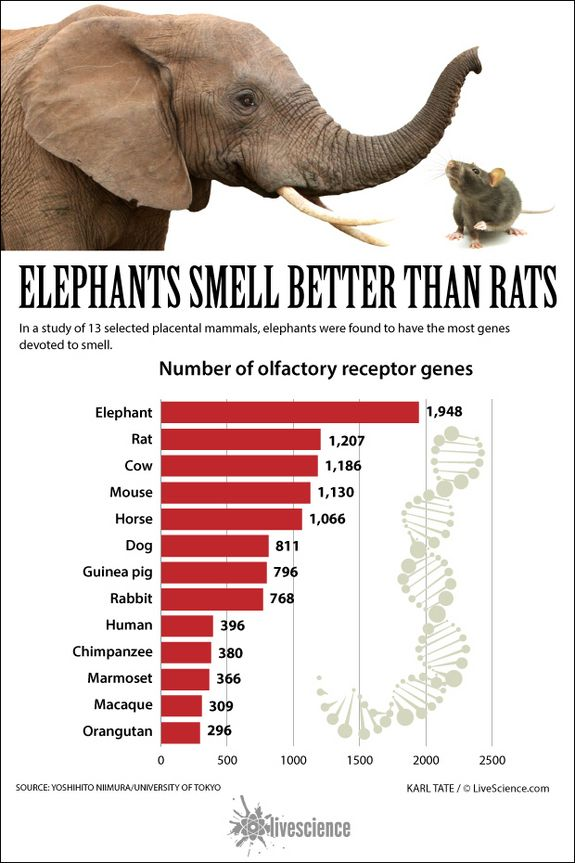 ELEPHANTS SMELL BETTER THAN RATS
In a study of 13 selected placental mammals, elephants were found to have the most genes
devoted to smell.
Number of olfactory receptor genes
Elephant 1,948
Rat 1,207
Cow 1,186
Mouse 1,130
Horse 1,066
Dog 811
Guinea pig 796
Rabbit 768
Human 396
Chimpanzee 380
Marmoset 366
Macaque 309
Orangutan 296
0 500 1000 1500 2000 2500
SOURCE: YOSHIHITO NIIMURA/UNIVERSITY OF TOKYO KARL TATE / © LiveScience.com
livescience